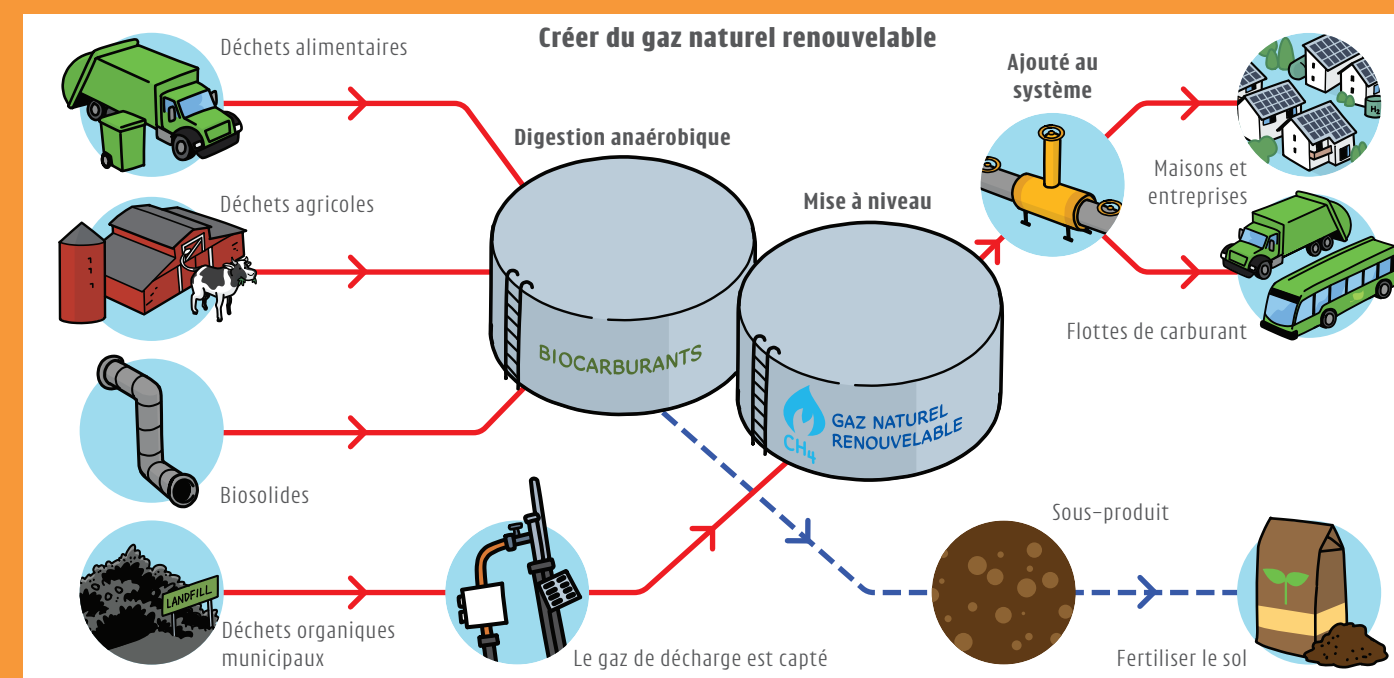 Créer du gaz naturel renouvelable
Déchets alimentaires
Ajouté au
système
Digestion anaérobique
H2
Maisons et
entreprises
Déchets agricoles
Mise à niveau
Flottes de carburant
BIOCARBURANTS
CH4
GAZ NATUREL
RENOUVELABLE
Biosolides
Sous-produit
LANDFILL
Déchets organiques
municipaux
Le gaz de décharge est capté
Fertiliser le sol